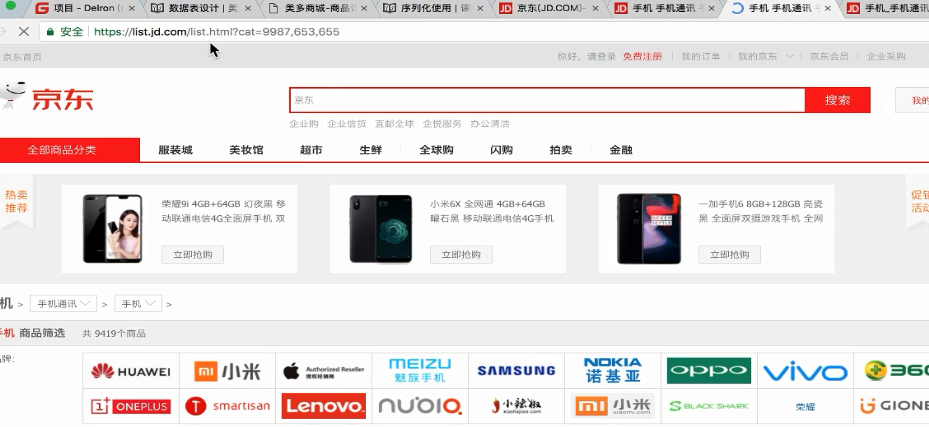 项目 - Delron (
数据表设计 | 美
美多商城-商品详
序列化使用 | 课
京东(JD.COM)-
手机 手机通讯
手机 手机通讯
手机_手机通讯
安全 https://list.jd.com/list.html?cat=9987,653,655
京东首页 你好，请登录 免费注册 我的订单 我的京东 京东会员 企业采购
京东 京东 搜索 我的
企业购 企业信贷 直邮全球 企悦服务 办公清洁
全部商品分类 服装城 美妆馆 超市 生鲜 全球购 闪购 拍卖 金融
热卖
推荐
荣耀9i 4GB+64GB 幻夜黑 移
动联通电信4G全面屏手机 双
立即抢购
小米6X 全网通 4GB+64GB
曜石黑 移动联通电信4G手机
立即抢购
一加手机6 8GB+128GB 亮瓷
黑 全面屏双摄游戏手机 全网
立即抢购
促销
活动
机 > 手机通讯 > 手机 >
手机 商品筛选 共 9419个商品
牌:
HUAWEI
小米
Authorized Reseller
授权经销商
MEIZU
魅族手机
SAMSUNG
NOKIA
诺基亚
OPPO
vivo
360
ONEPLUS
smartisan
Lenovo
nubia
小辣椒
xiaolajiao.com
小米
xiaomi.com
BLACK SHARK
荣耀
GIONEE